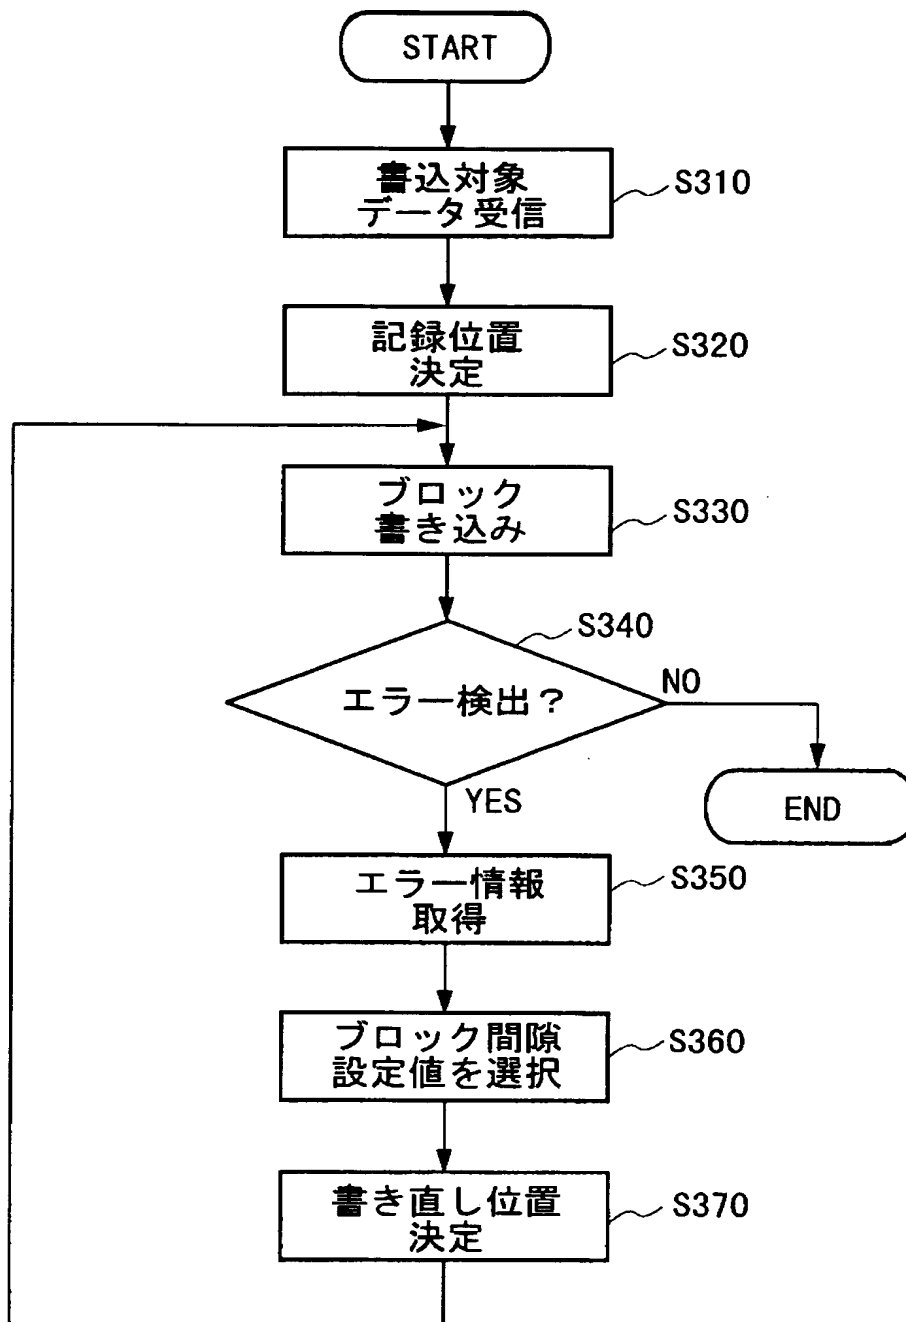 START
書込対象
データ受信
S310
記録位置
決定
S320
ブロック
書き込み
S330
S340
エラー検出？
NO
YES
END
エラー情報
取得
S350
ブロック間隙
設定値を選択
S360
書き直し位置
決定
S370